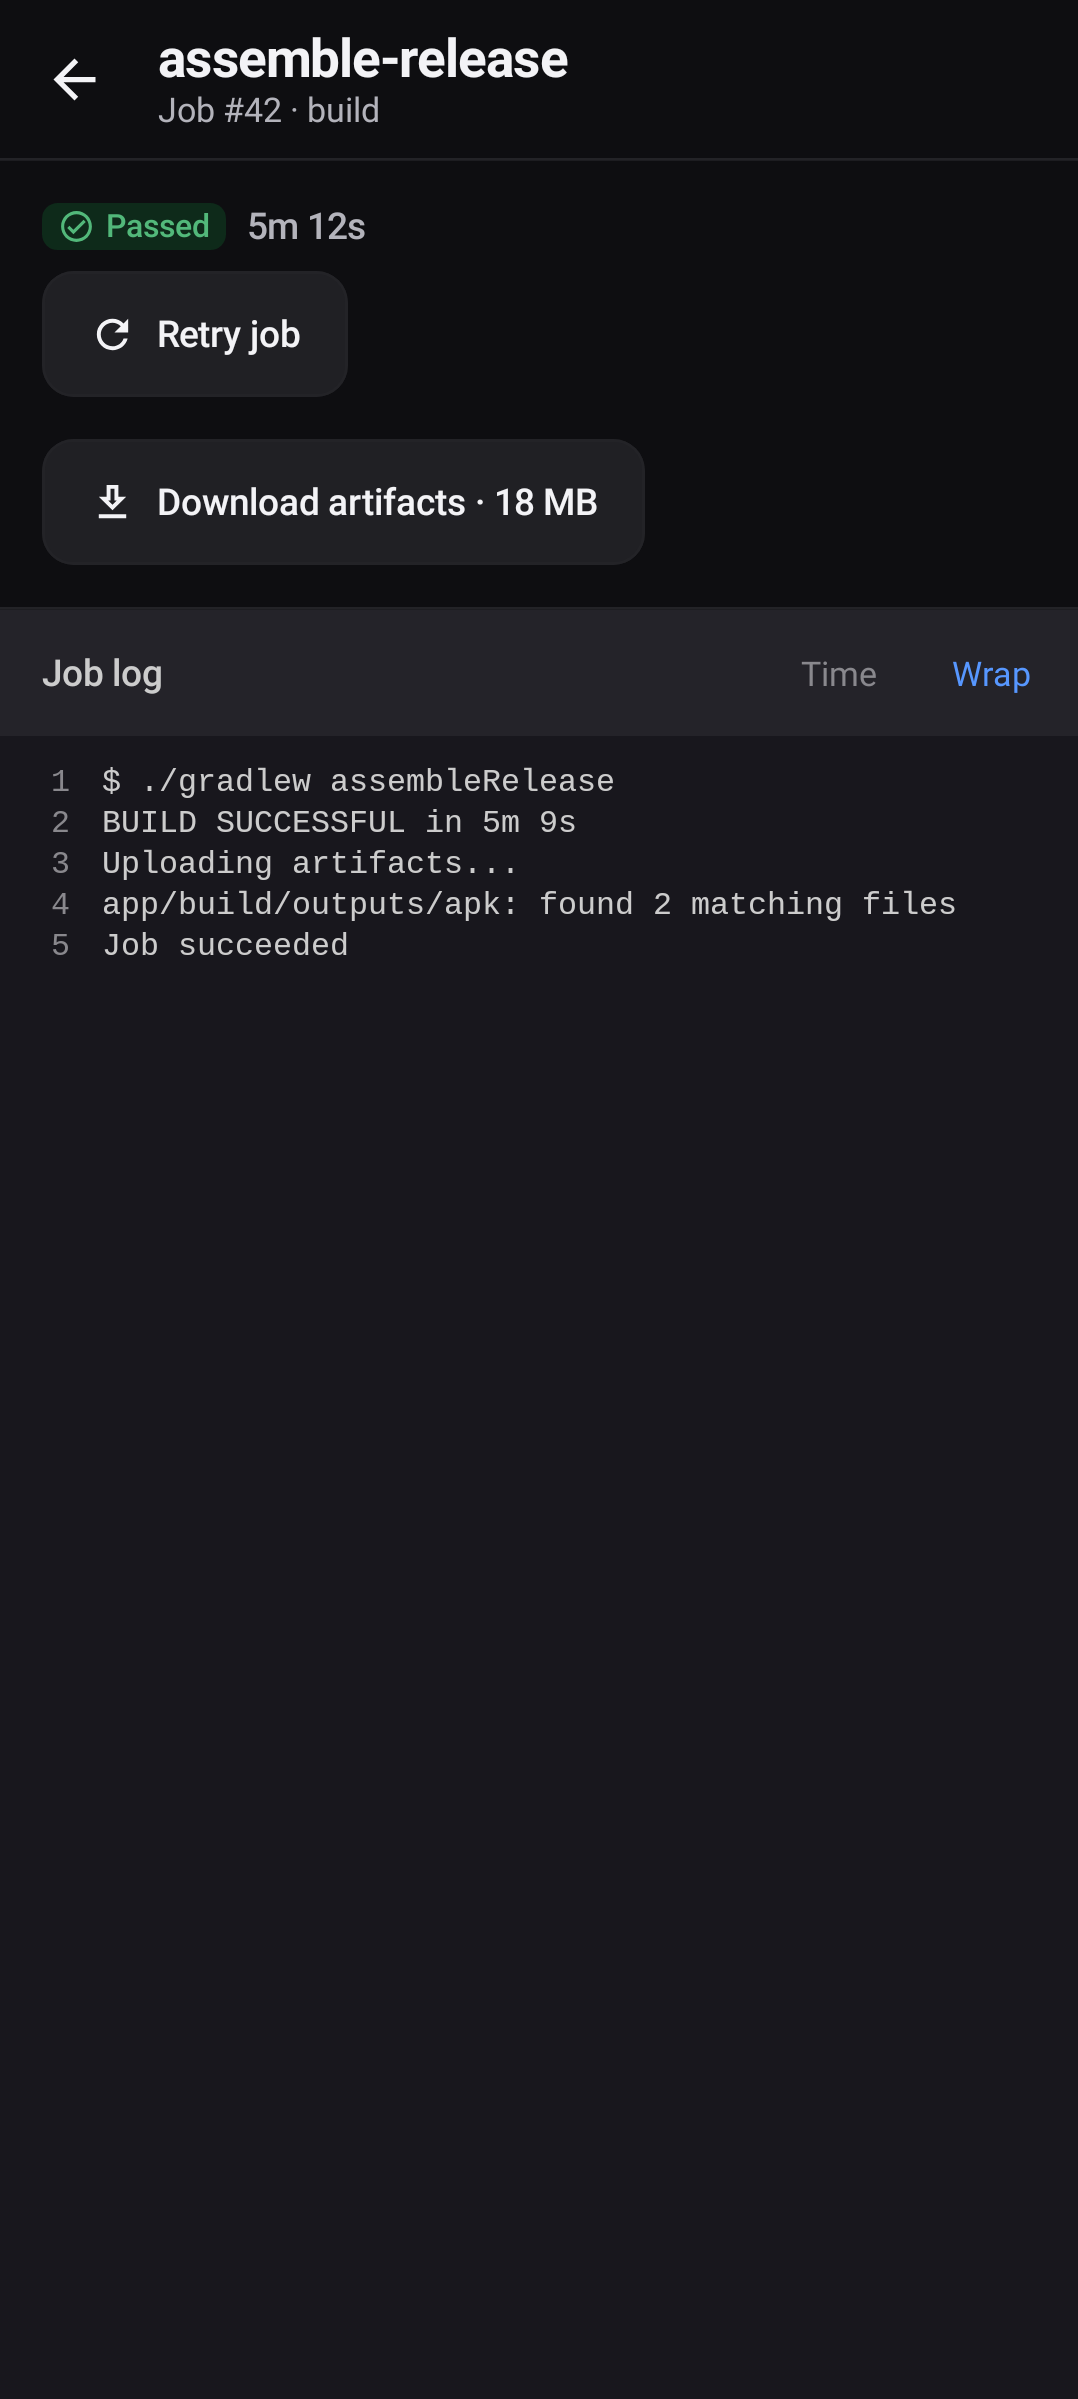 assemble-release
Job #42 · build
Passed 5m 12s
Retry job
Download artifacts · 18 MB
Job log Time Wrap
1 $ ./gradlew assembleRelease
2 BUILD SUCCESSFUL in 5m 9s
3 Uploading artifacts...
4 app/build/outputs/apk: found 2 matching files
5 Job succeeded